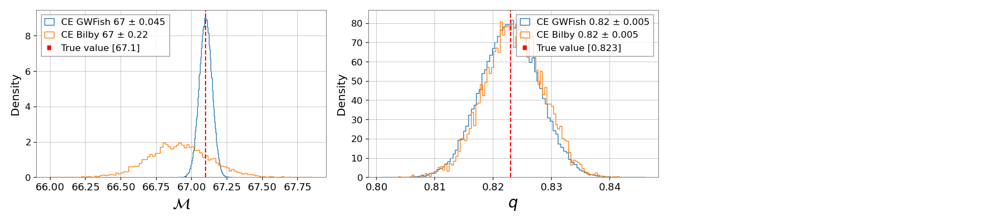 CE GWFish 67 ± 0.045
CE Bilby 67 ± 0.22
True value [67.1]
Density
8
6
4
2
0
66.00 66.25 66.50 66.75 67.00 67.25 67.50 67.75
ℳ
CE GWFish 0.82 ± 0.005
CE Bilby 0.82 ± 0.005
True value [0.823]
Density
80
70
60
50
40
30
20
10
0
0.80 0.81 0.82 0.83 0.84
q